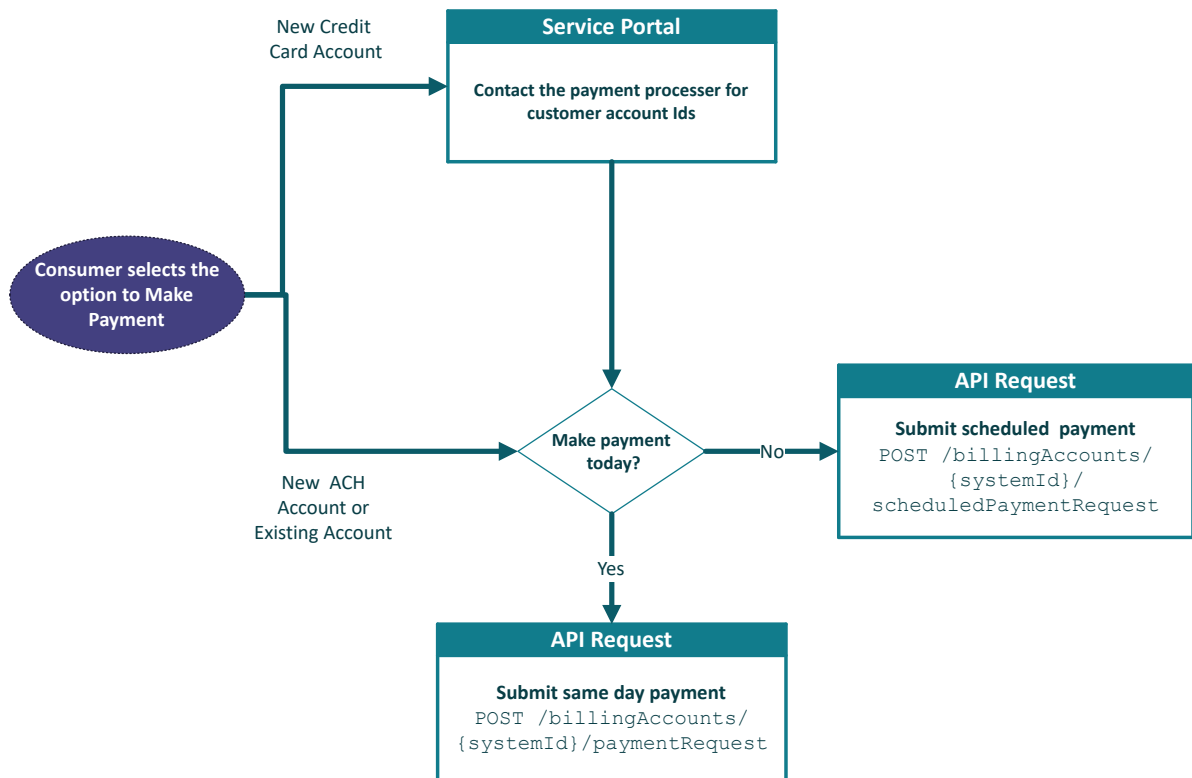 New Credit
Card Account
Service Portal
Contact the payment processer for
customer account Ids
Consumer selects the
option to Make
Payment
New ACH
Account or
Existing Account
Make payment
today?
No
API Request
Submit scheduled payment
POST /billingAccounts/
{systemId}/
scheduledPaymentRequest
Yes
API Request
Submit same day payment
POST /billingAccounts/
{systemId}/paymentRequest